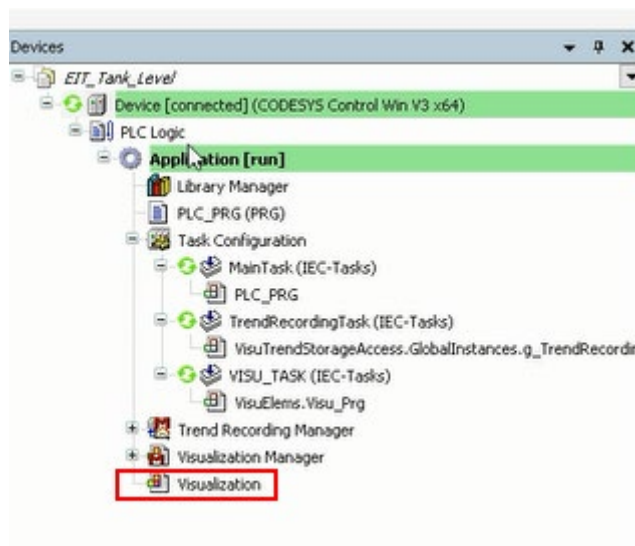 Devices
EIT_Tank_Level
Device [connected] (CODESYS Control Win V3 x64)
PLC Logic
Application [run]
Library Manager
PLC_PRG (PRG)
Task Configuration
MainTask (IEC-Tasks)
PLC_PRG
TrendRecordingTask (IEC-Tasks)
VisuTrendStorageAccess.GlobalInstances.g_TrendRecordin
VISU_TASK (IEC-Tasks)
VisuElems.Visu_Prg
Trend Recording Manager
Visualization Manager
Visualization